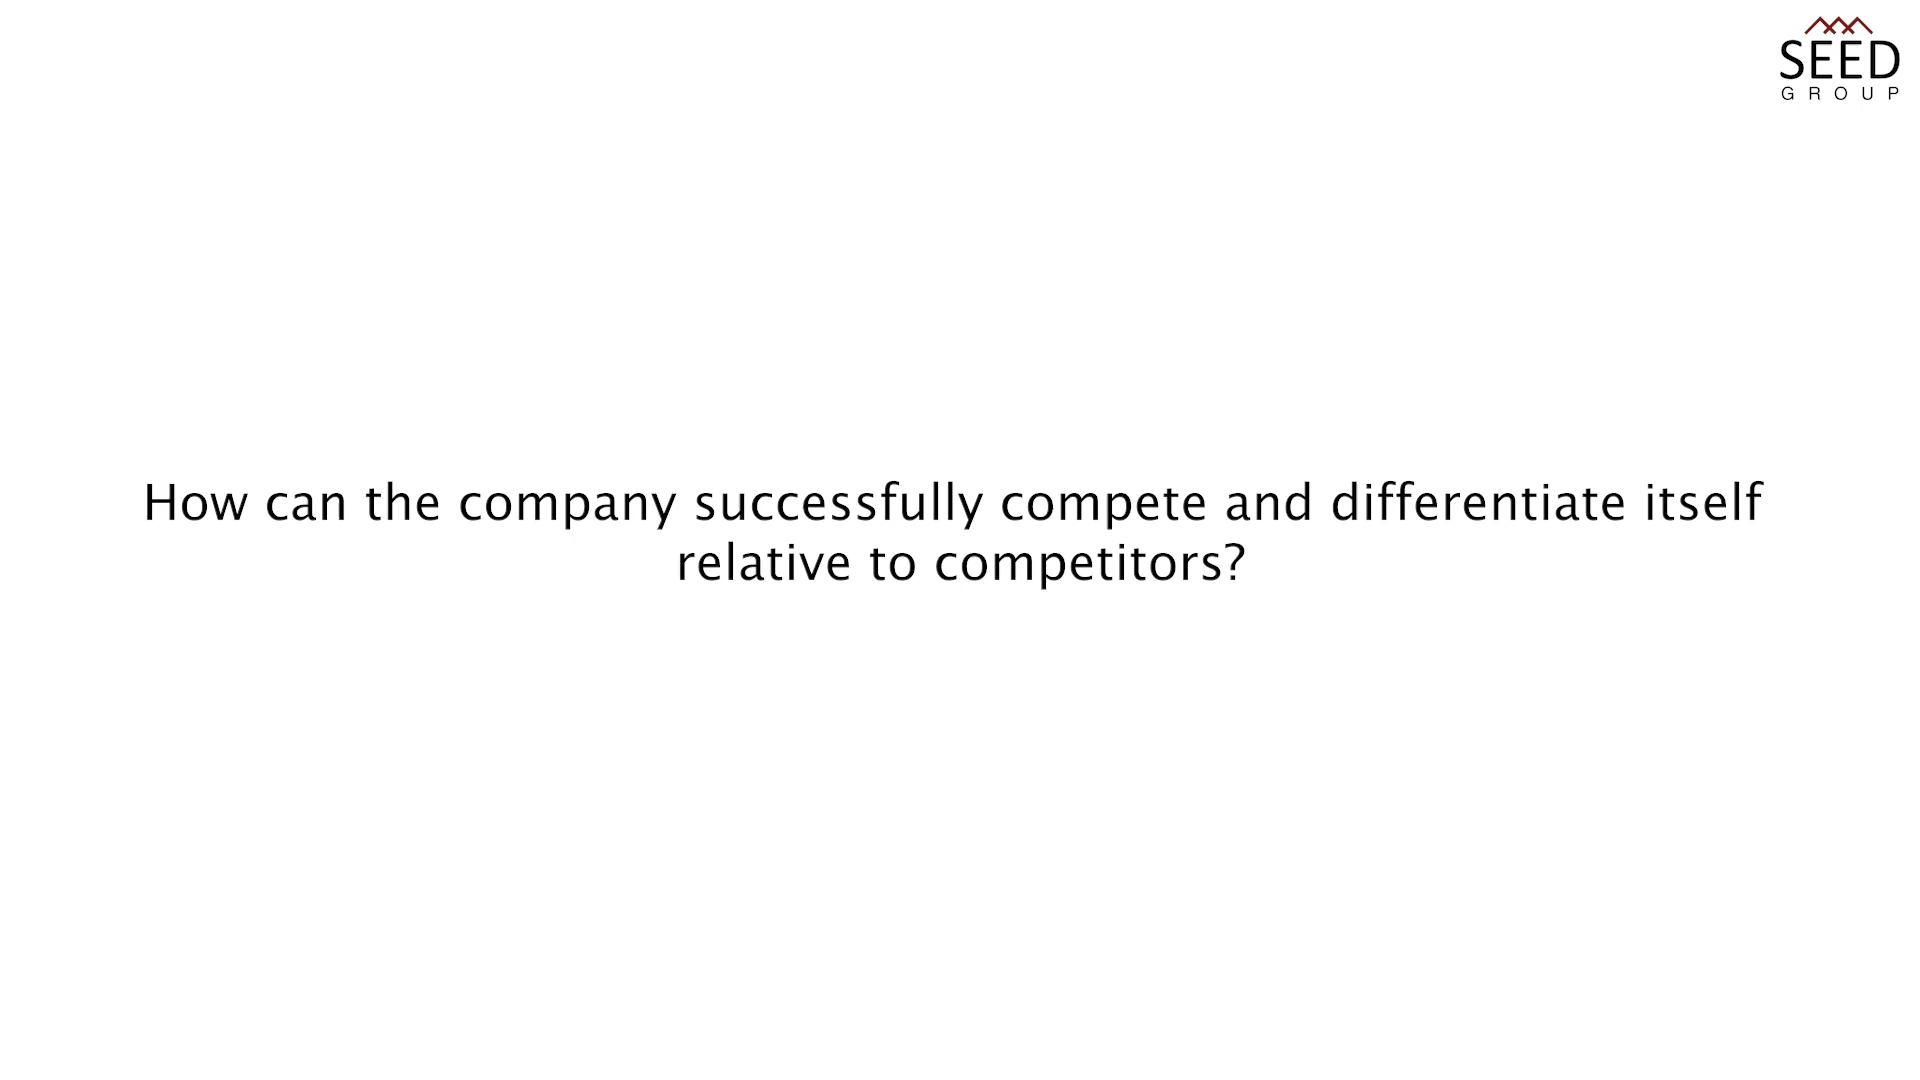 SEED
GROUP
How can the company successfully compete and differentiate itself
relative to competitors?